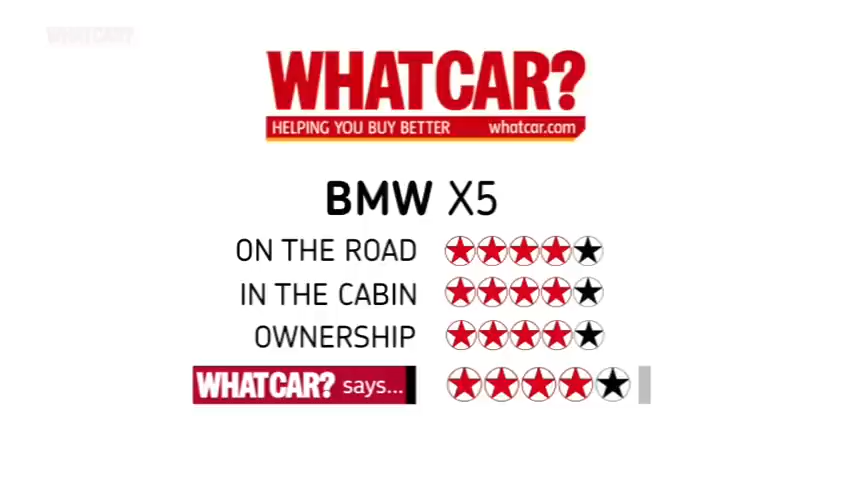 WHATCAR?
WHATCAR?
HELPING YOU BUY BETTER whatcar.com
BMW X5
ON THE ROAD
IN THE CABIN
OWNERSHIP
WHATCAR? says...